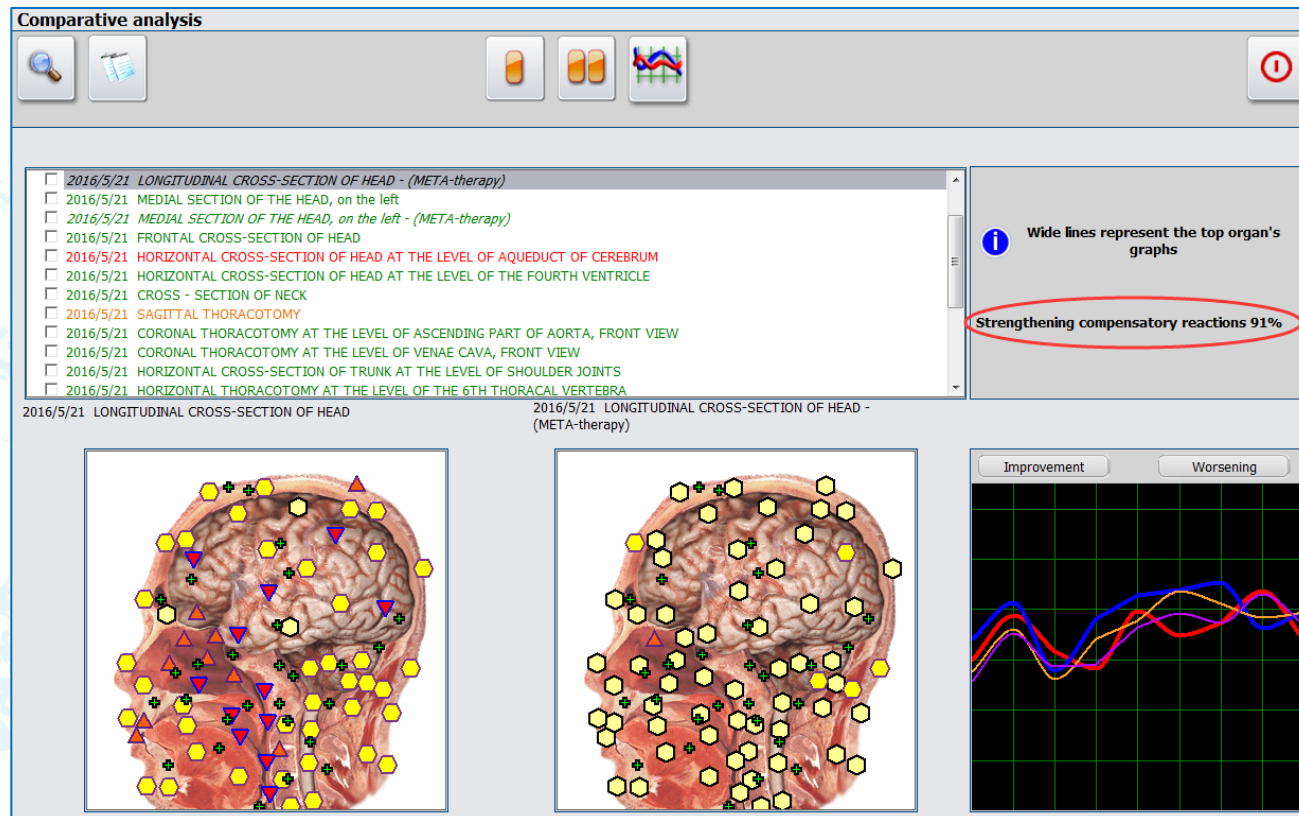 Comparative analysis
2016/5/21 LONGITUDINAL CROSS-SECTION OF HEAD - (META-therapy)
2016/5/21 MEDIAL SECTION OF THE HEAD, on the left
2016/5/21 MEDIAL SECTION OF THE HEAD, on the left - (META-therapy)
2016/5/21 FRONTAL CROSS-SECTION OF HEAD
2016/5/21 HORIZONTAL CROSS-SECTION OF HEAD AT THE LEVEL OF AQUEDUCT OF CEREBRUM
2016/5/21 HORIZONTAL CROSS-SECTION OF HEAD AT THE LEVEL OF THE FOURTH VENTRICLE
2016/5/21 CROSS - SECTION OF NECK
2016/5/21 SAGITTAL THORACOTOMY
2016/5/21 CORONAL THORACOTOMY AT THE LEVEL OF ASCENDING PART OF AORTA, FRONT VIEW
2016/5/21 CORONAL THORACOTOMY AT THE LEVEL OF VENAE CAVA, FRONT VIEW
2016/5/21 HORIZONTAL CROSS-SECTION OF TRUNK AT THE LEVEL OF SHOULDER JOINTS
2016/5/21 HORIZONTAL THORACOTOMY AT THE LEVEL OF THE 6TH THORACAL VERTEBRA
Wide lines represent the top organ's
graphs
Strengthening compensatory reactions 91%
2016/5/21 LONGITUDINAL CROSS-SECTION OF HEAD
2016/5/21 LONGITUDINAL CROSS-SECTION OF HEAD -
(META-therapy)
Improvement
Worsening